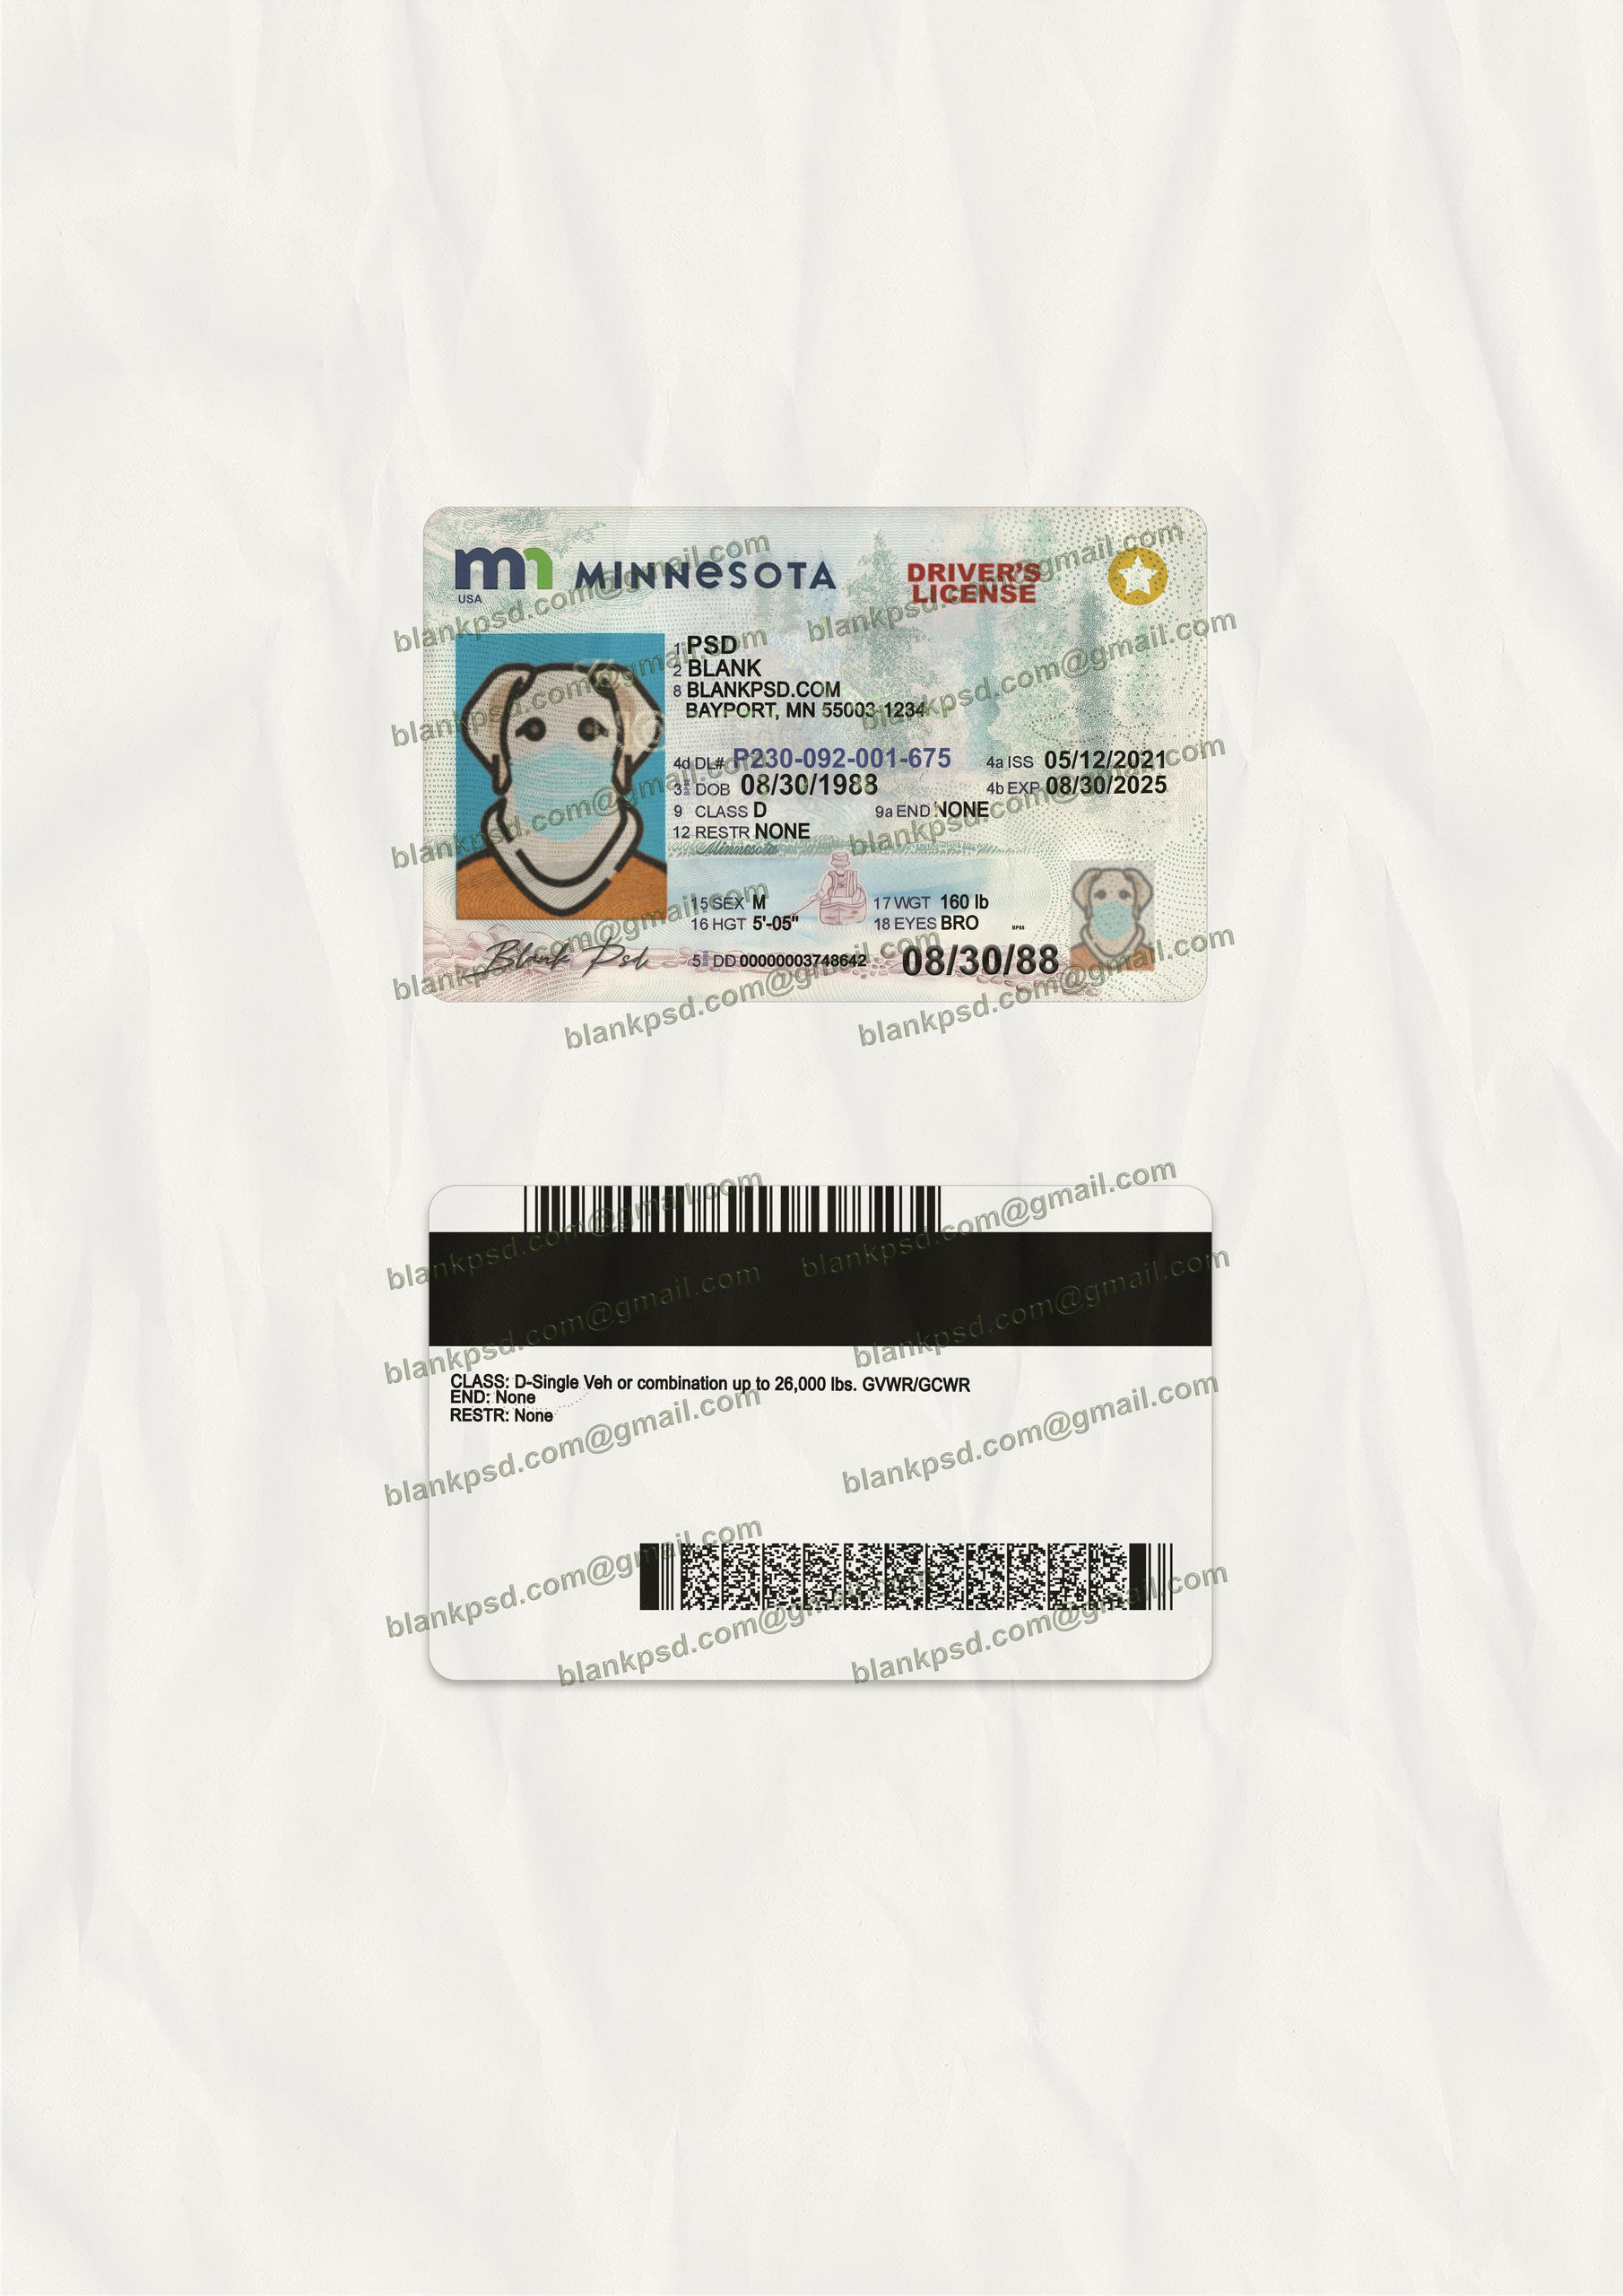 mn MINNESOTA DRIVER'S
USA LICENSE
1 PSD
2 BLANK
8 BLANKPSD.COM
BAYPORT, MN 55003-1234
4d DL# P230-092-001-675 4a ISS 05/12/2021
3 DOB 08/30/1988 4b EXP 08/30/2025
9 CLASS D 9a END NONE
12 RESTR NONE
Minnesota
15 SEX M 17 WGT 160 lb
16 HGT 5'-05" 18 EYES BRO
Blank Psd 5 DD 00000003748642 08/30/88
blankpsd.com@gmail.com
CLASS: D-Single Veh or combination up to 26,000 lbs. GVWR/GCWR
END: None
RESTR: None
blankpsd.com@gmail.com